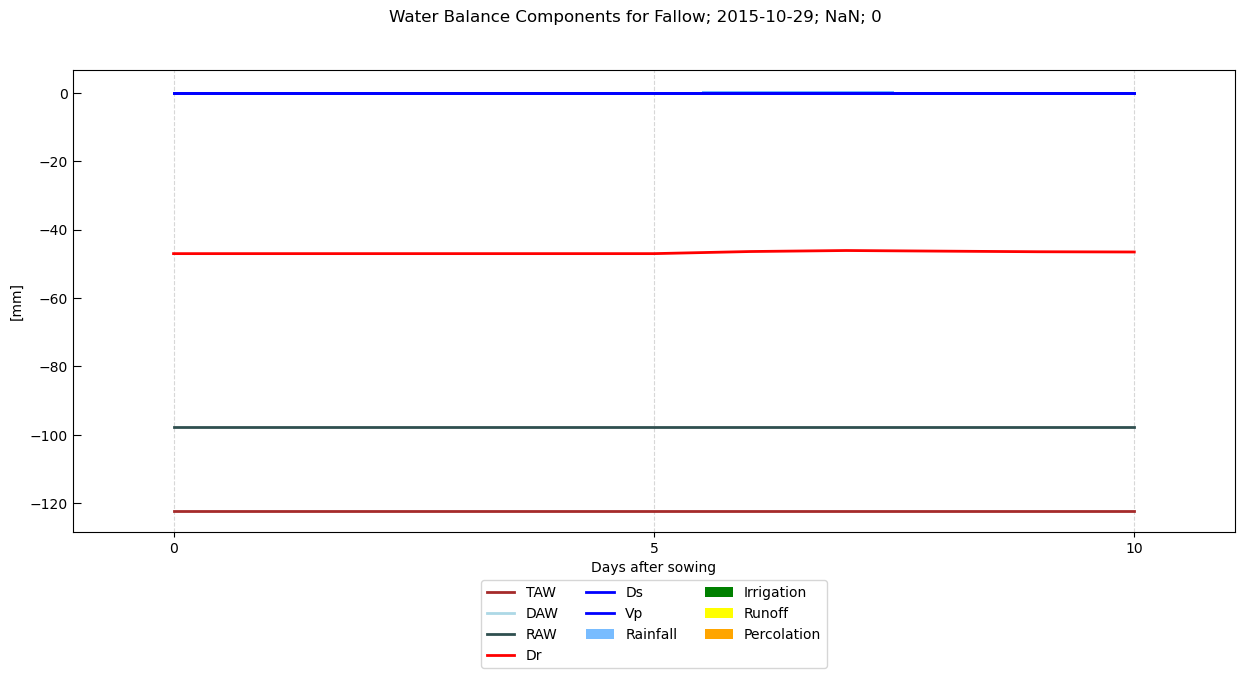 Water Balance Components for Fallow; 2015-10-29; NaN; 0
0
−20
−40
−60
−80
−100
−120
[mm]
0 5 10
Days after sowing
TAW Ds Irrigation
DAW Vp Runoff
RAW Rainfall Percolation
Dr